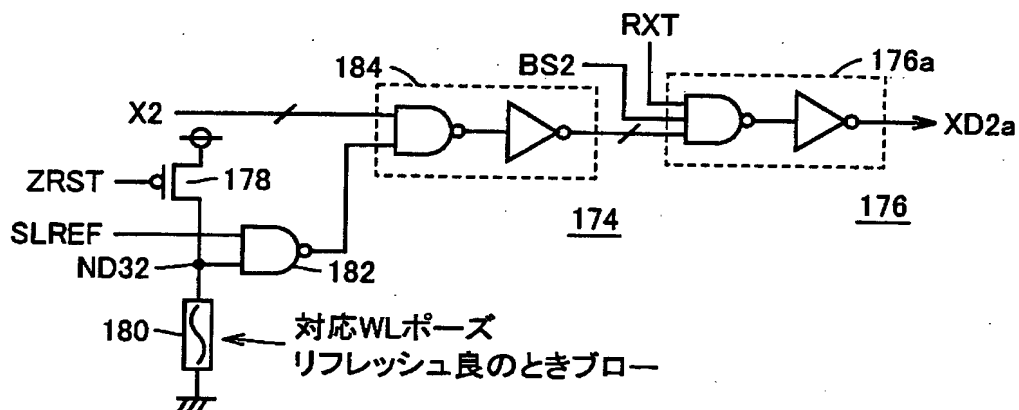 RXT
184
BS2
176a
X2
XD2a
ZRST
178
174
176
SLREF
ND32
182
180
対応WLポーズ
リフレッシュ良のときブロー